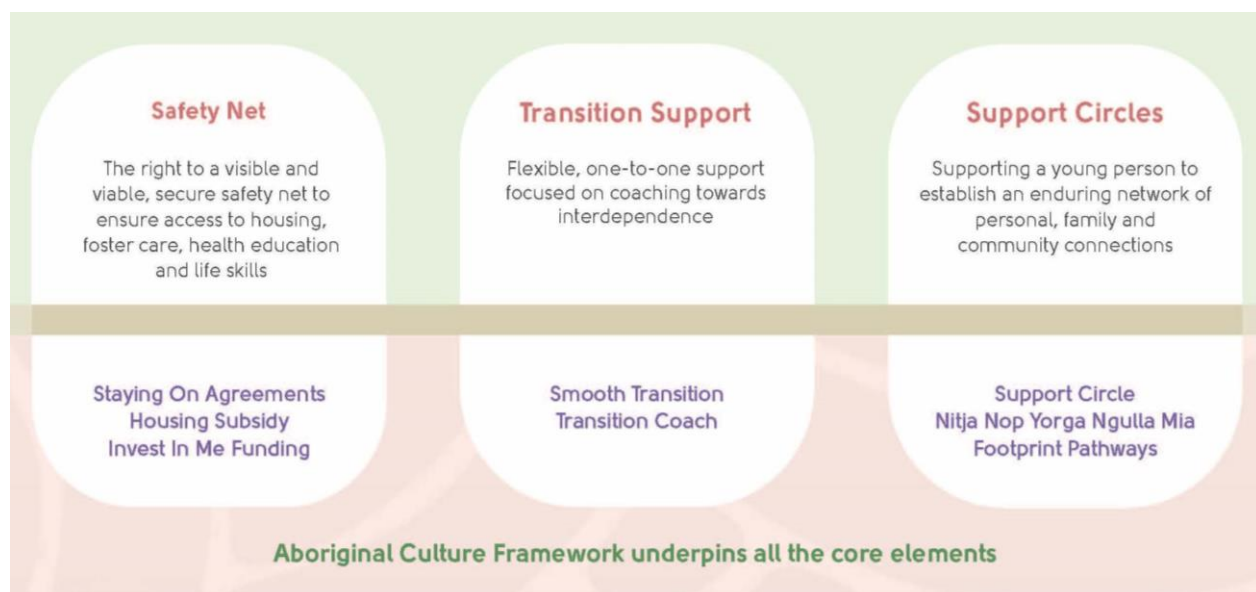 Safety Net
The right to a visible and
viable, secure safety net to
ensure access to housing,
foster care, health education
and life skills
Staying On Agreements
Housing Subsidy
Invest In Me Funding
Transition Support
Flexible, one-to-one support
focused on coaching towards
interdependence
Smooth Transition
Transition Coach
Support Circles
Supporting a young person to
establish an enduring network of
personal, family and
community connections
Support Circle
Nitja Nop Yorga Ngulla Mia
Footprint Pathways
Aboriginal Culture Framework underpins all the core elements